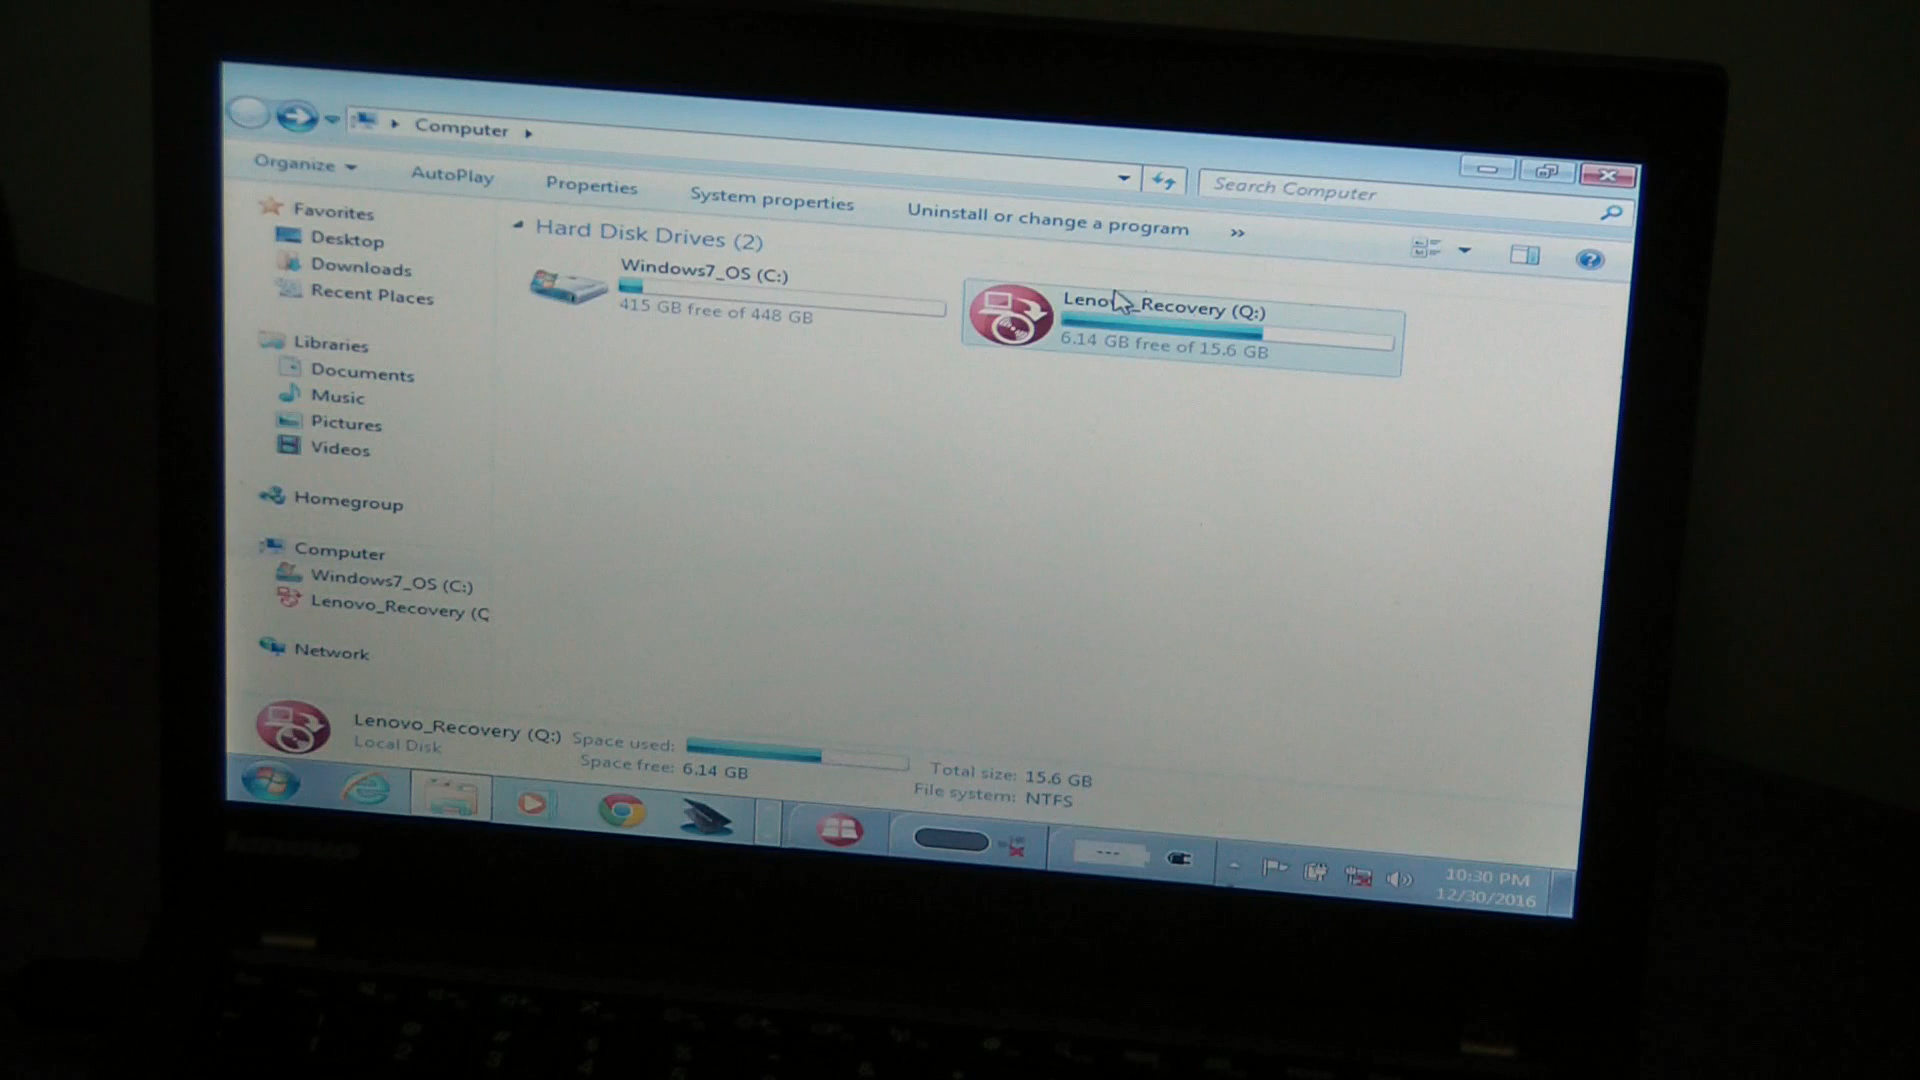 Computer
Search Computer
Organize
AutoPlay
Properties
System properties
Uninstall or change a program
»
Favorites
Desktop
Downloads
Recent Places
Libraries
Documents
Music
Pictures
Videos
Homegroup
Computer
Windows7_OS (C:)
Lenovo_Recovery (Q
Network
Hard Disk Drives (2)
Windows7_OS (C:)
415 GB free of 448 GB
Lenovo_Recovery (Q:)
6.14 GB free of 15.6 GB
Lenovo_Recovery (Q:)
Local Disk
Space used:
Space free: 6.14 GB
Total size: 15.6 GB
File system: NTFS
---
10:30 PM
12/30/2016